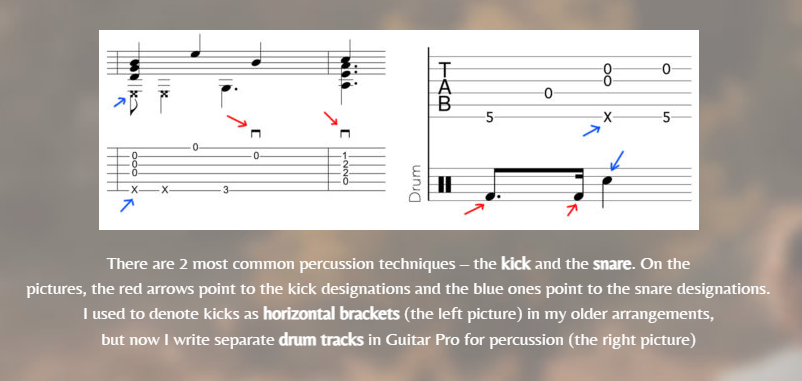 T
A
B
0
0
0
0
0
5
X
5
0
0
0
0
0
X
X
3
1
2
2
0
Drum
There are 2 most common percussion techniques – the kick and the snare. On the
pictures, the red arrows point to the kick designations and the blue ones point to the snare designations.
I used to denote kicks as horizontal brackets (the left picture) in my older arrangements,
but now I write separate drum tracks in Guitar Pro for percussion (the right picture)